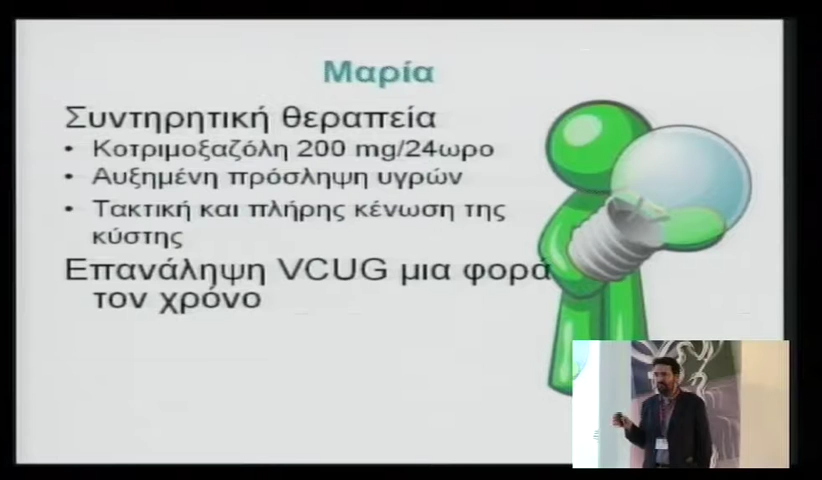 Μαρία
Συντηρητική θεραπεία
• Κοτριμοξαζόλη 200 mg/24ωρο
• Αυξημένη πρόσληψη υγρών
• Τακτική και πλήρης κένωση της
κύστης
Επανάληψη VCUG μια φορά
τον χρόνο